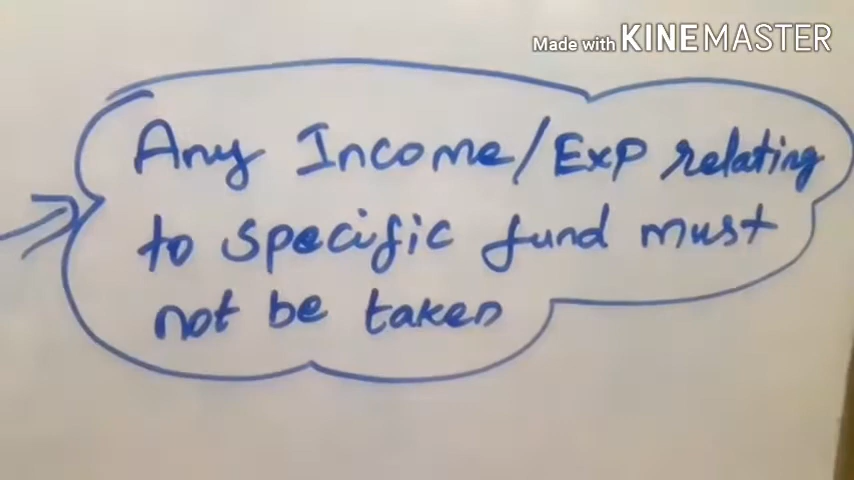 Made with KINEMASTER
Any Income/Exp relating
to specific fund must
not be taken